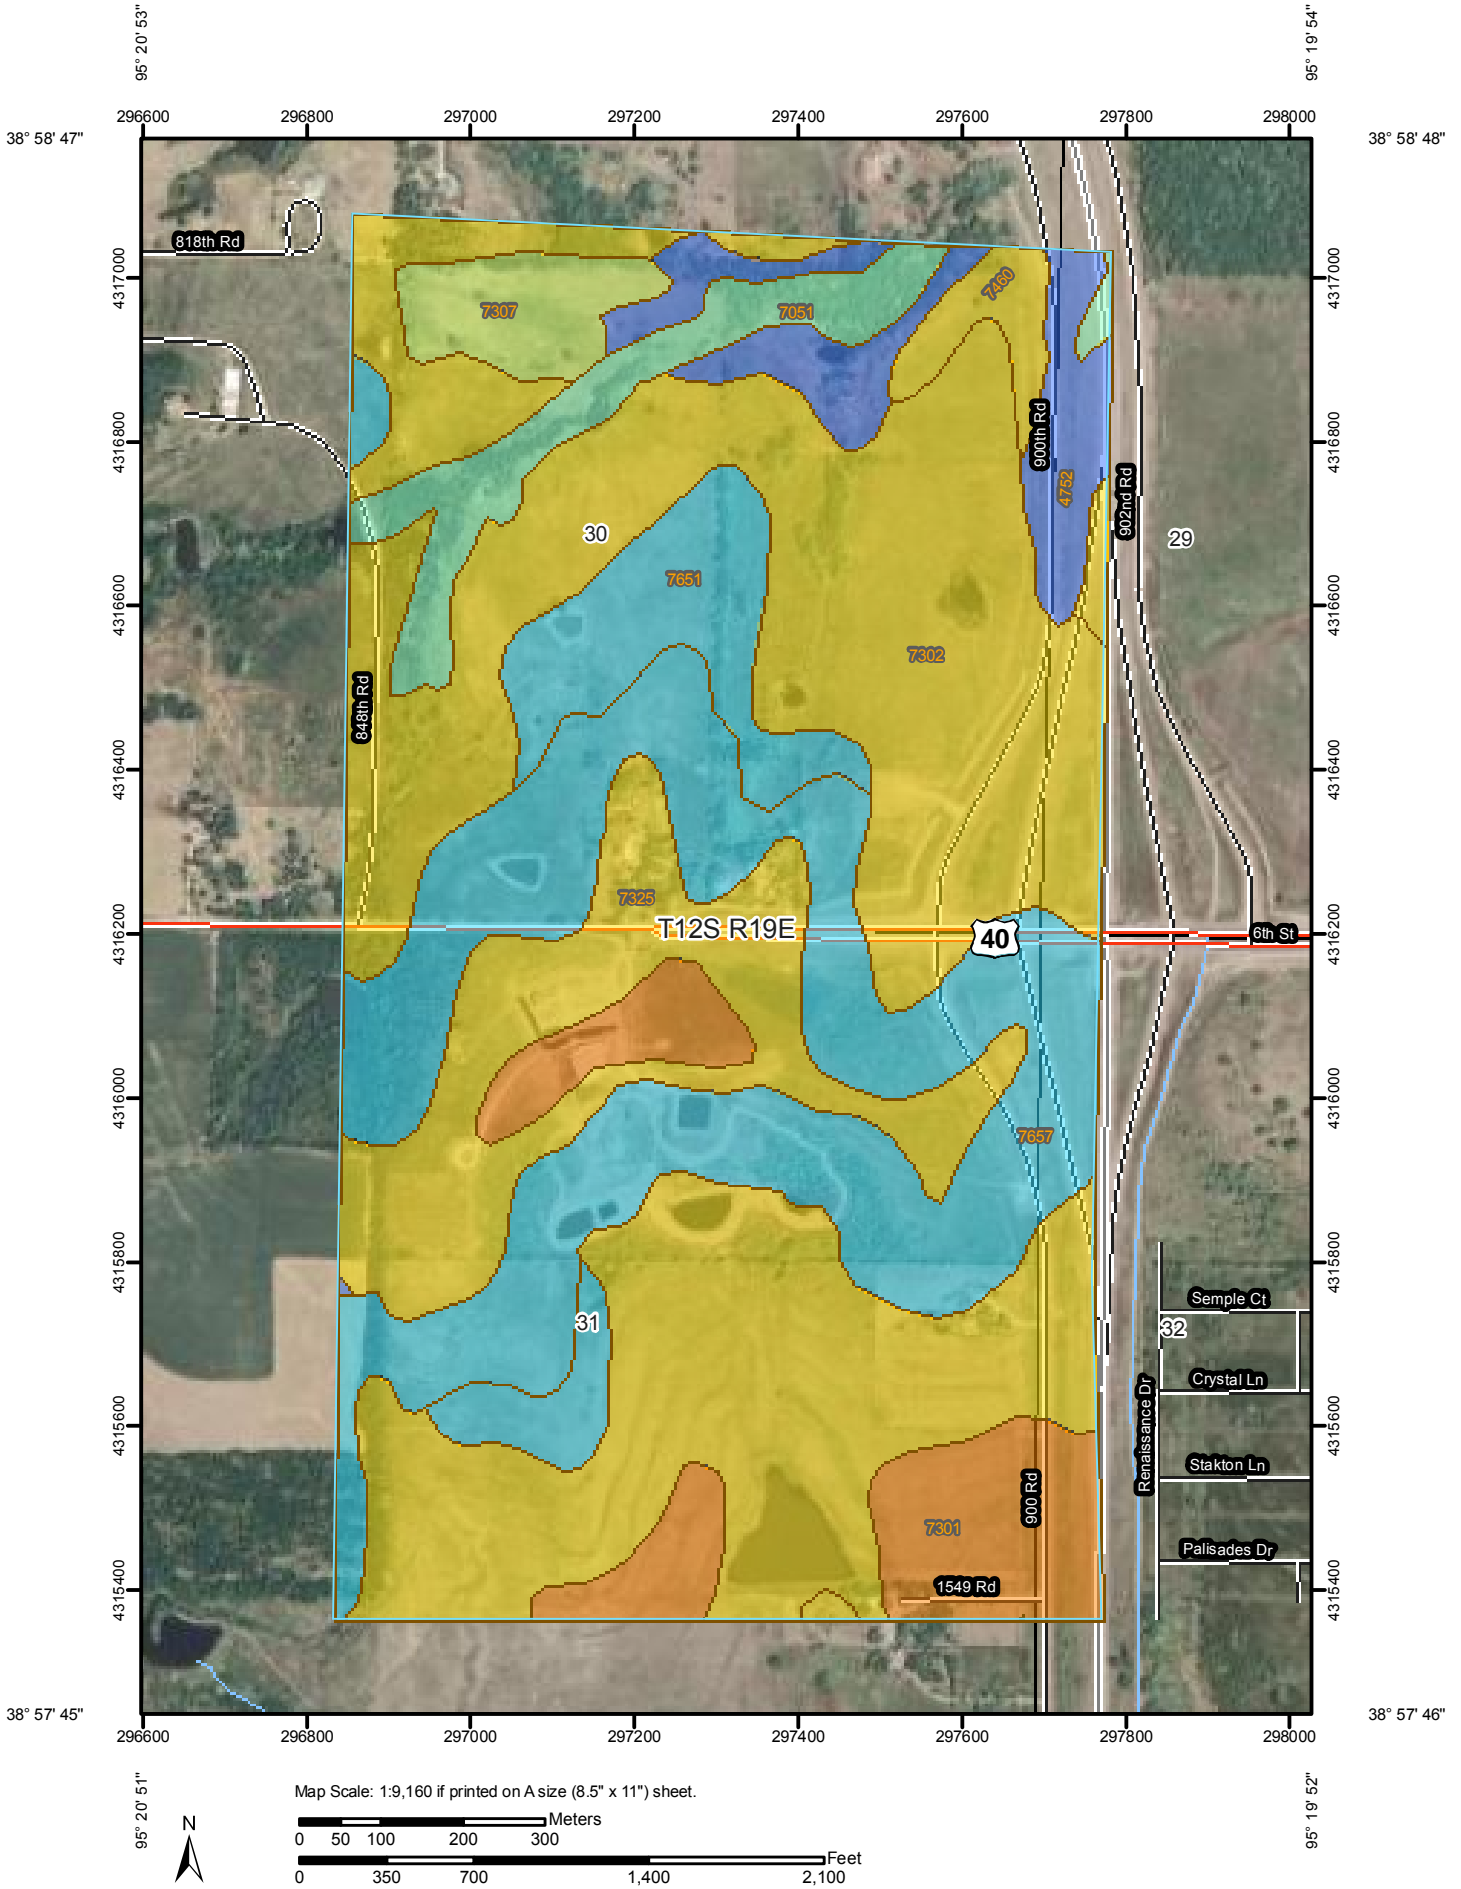 95° 20' 53"
95° 19' 54"
296600
296800
297000
297200
297400
297600
297800
298000
38° 58' 47"
38° 58' 48"
818th Rd
4317000
4317000
7307
7051
7460
4316800
900th Rd
4316800
4752
902nd Rd
30
29
7651
4316600
4316600
7302
848th Rd
4316400
4316400
7325
T12S R19E
40
6th St
4316200
4316200
4316000
4316000
7657
4315800
4315800
Semple Ct
31
32
Crystal Ln
4315600
Renaissance Dr
4315600
Stakton Ln
900 Rd
7301
Palisades Dr
4315400
1549 Rd
4315400
38° 57' 45"
38° 57' 46"
296600
296800
297000
297200
297400
297600
297800
298000
95° 20' 51"
95° 19' 52"
Map Scale: 1:9,160 if printed on A size (8.5" x 11") sheet.
N
Meters
0 50 100 200 300
Feet
0 350 700 1,400 2,100